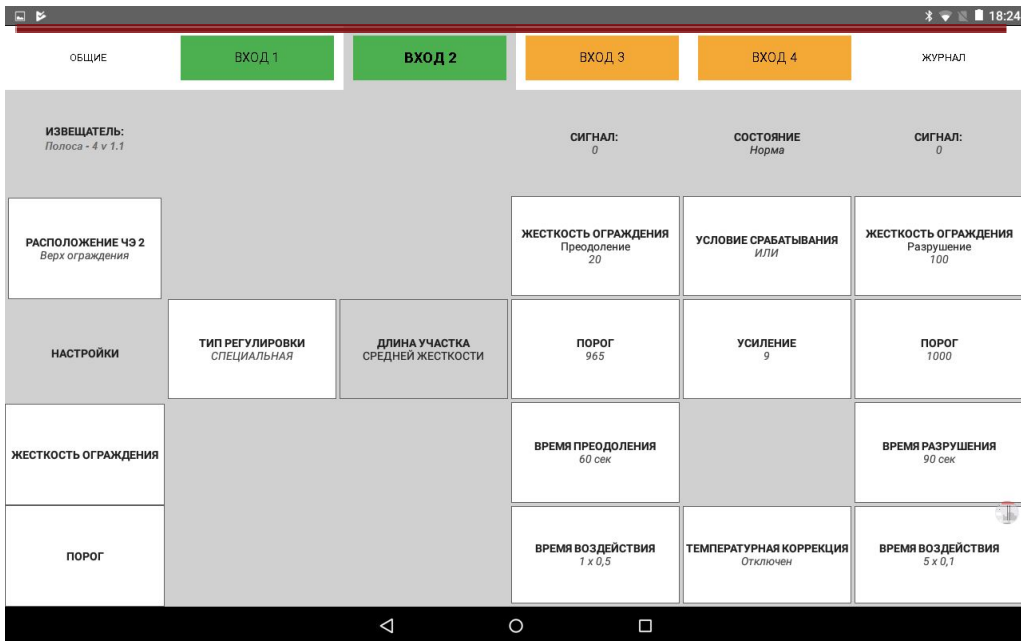 18:24
ОБЩИЕ
ВХОД 1
ВХОД 2
ВХОД 3
ВХОД 4
ЖУРНАЛ
ИЗВЕЩАТЕЛЬ:
Полоса - 4 v 1.1
СИГНАЛ:
0
СОСТОЯНИЕ
Норма
СИГНАЛ:
0
РАСПОЛОЖЕНИЕ ЧЭ 2
Верх ограждения
ЖЕСТКОСТЬ ОГРАЖДЕНИЯ
Преодоление
20
УСЛОВИЕ СРАБАТЫВАНИЯ
ИЛИ
ЖЕСТКОСТЬ ОГРАЖДЕНИЯ
Разрушение
100
НАСТРОЙКИ
ТИП РЕГУЛИРОВКИ
СПЕЦИАЛЬНАЯ
ДЛИНА УЧАСТКА
СРЕДНЕЙ ЖЕСТКОСТИ
ПОРОГ
965
УСИЛЕНИЕ
9
ПОРОГ
1000
ЖЕСТКОСТЬ ОГРАЖДЕНИЯ
ВРЕМЯ ПРЕОДОЛЕНИЯ
60 сек
ВРЕМЯ РАЗРУШЕНИЯ
90 сек
ПОРОГ
ВРЕМЯ ВОЗДЕЙСТВИЯ
1 x 0,5
ТЕМПЕРАТУРНАЯ КОРРЕКЦИЯ
Отключен
ВРЕМЯ ВОЗДЕЙСТВИЯ
5 x 0,1